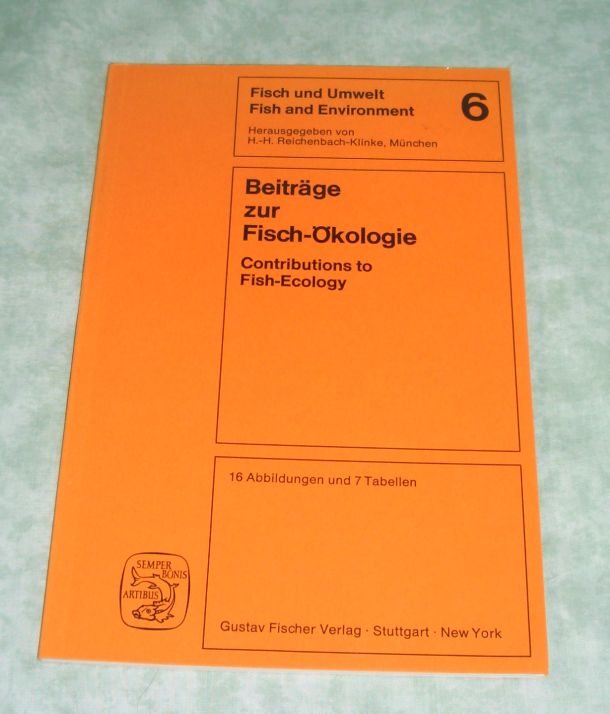 Fisch und Umwelt
Fish and Environment
6
Herausgegeben von
H.-H. Reichenbach-Klinke, München
Beiträge
zur
Fisch-Ökologie
Contributions to
Fish-Ecology
16 Abbildungen und 7 Tabellen
SEMPER
BONIS
ARTIBUS
Gustav Fischer Verlag · Stuttgart · New York